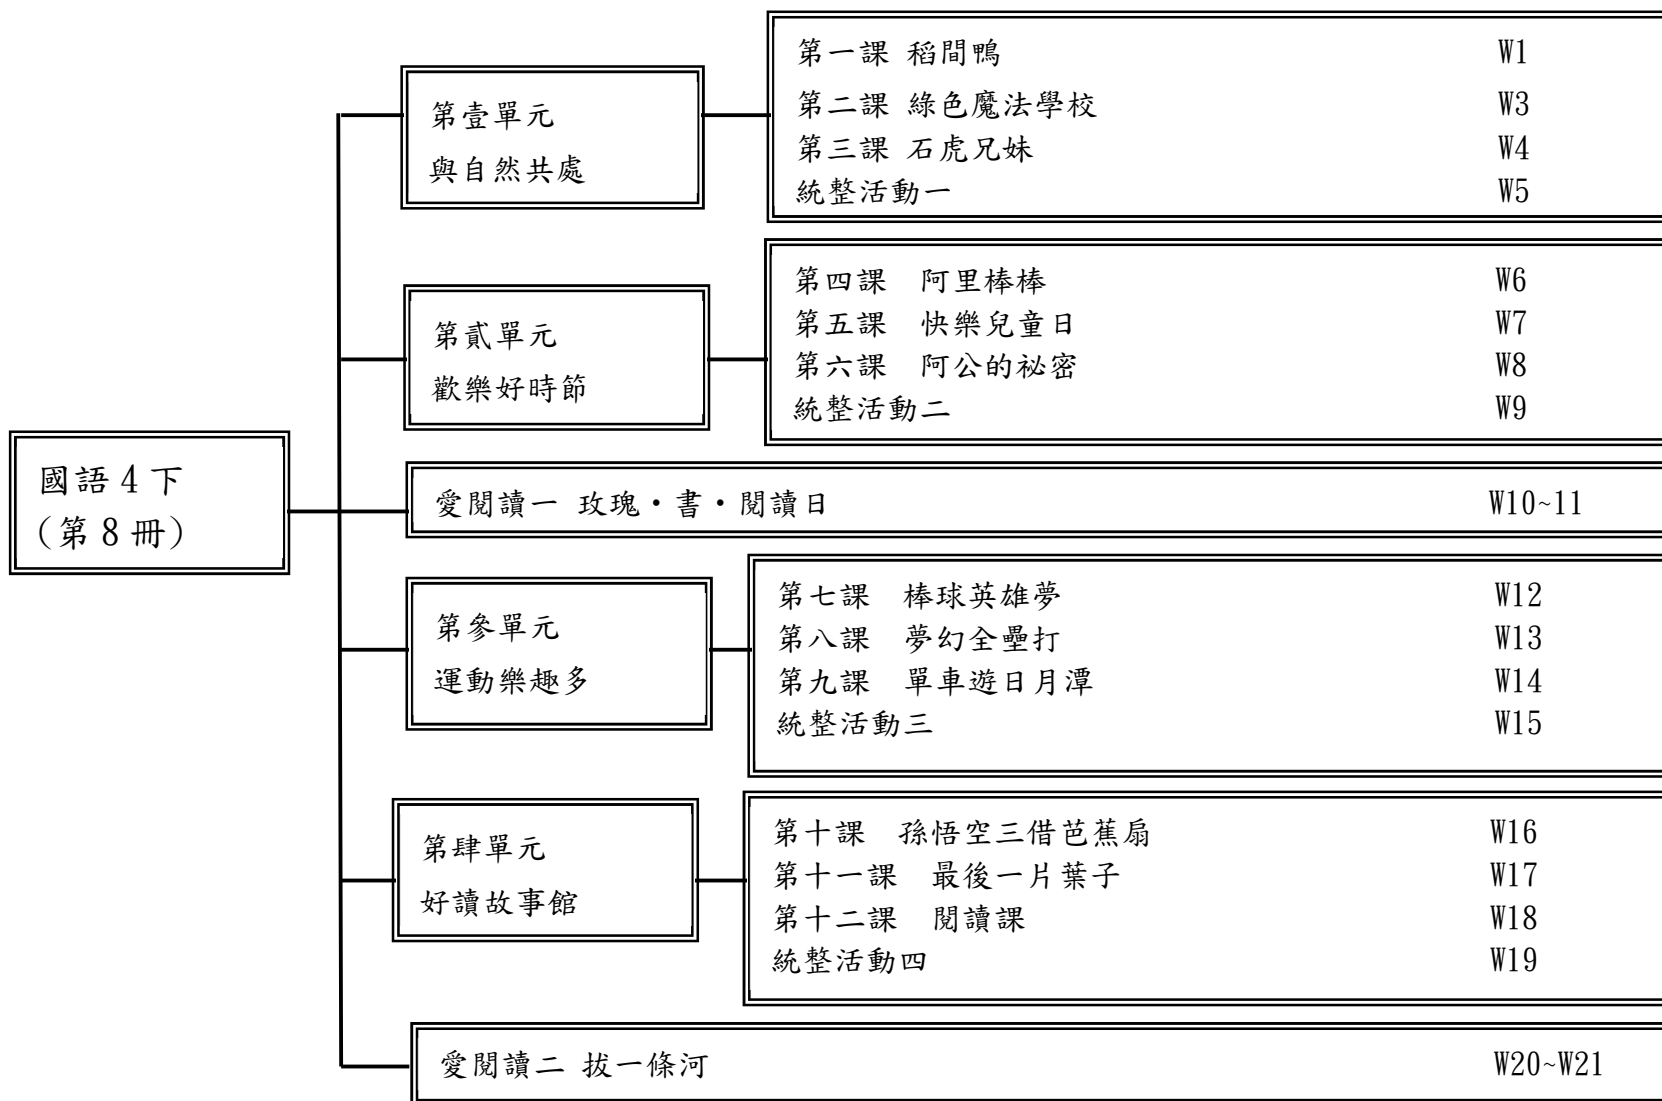 國語4下
(第8冊)
第壹單元
與自然共處
第一課 稻間鴨 W1
第二課 綠色魔法學校 W3
第三課 石虎兄妹 W4
統整活動一 W5
第貳單元
歡樂好時節
第四課 阿里棒棒 W6
第五課 快樂兒童日 W7
第六課 阿公的祕密 W8
統整活動二 W9
愛閱讀一 玫瑰・書・閱讀日 W10~11
第參單元
運動樂趣多
第七課 棒球英雄夢 W12
第八課 夢幻全壘打 W13
第九課 單車遊日月潭 W14
統整活動三 W15
第肆單元
好讀故事館
第十課 孫悟空三借芭蕉扇 W16
第十一課 最後一片葉子 W17
第十二課 閱讀課 W18
統整活動四 W19
愛閱讀二 拔一條河 W20~W21